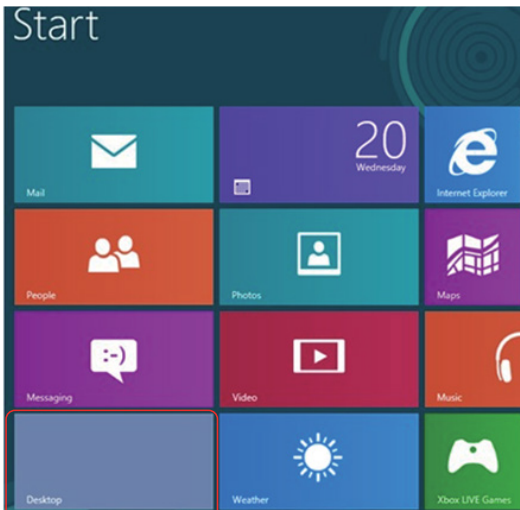 Start
Mail
20
Wednesday
Internet Explorer
People
Photos
Maps
:-)
Messaging
Video
Music
Desktop
Weather
Xbox LIVE Games